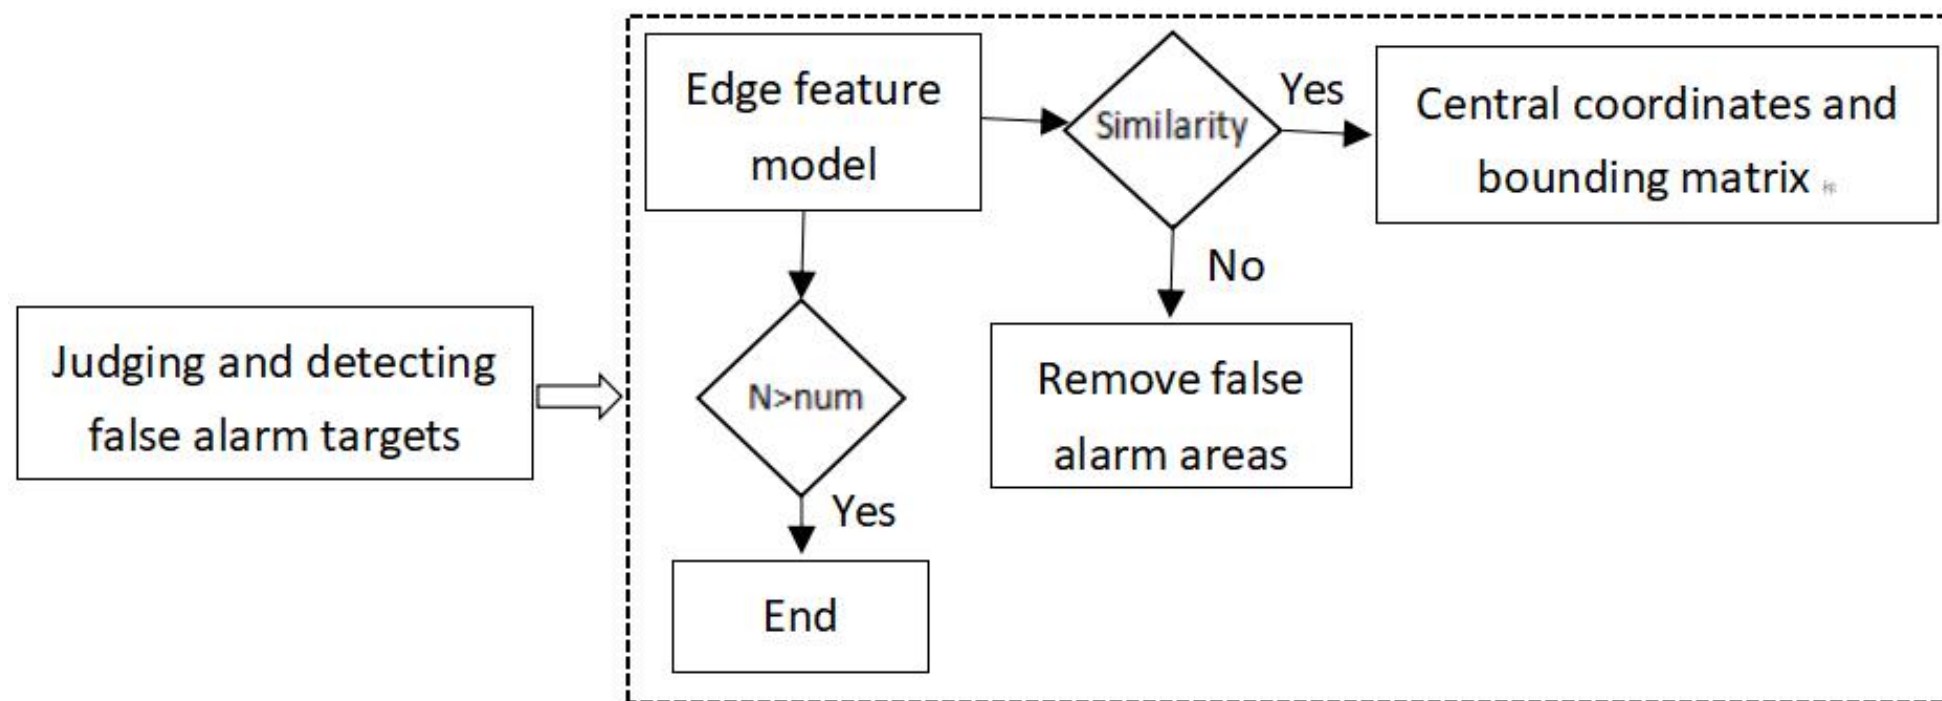 Edge feature
model
Similarity
Yes
Central coordinates and
bounding matrix
No
Judging and detecting
false alarm targets
N>num
Remove false
alarm areas
Yes
End